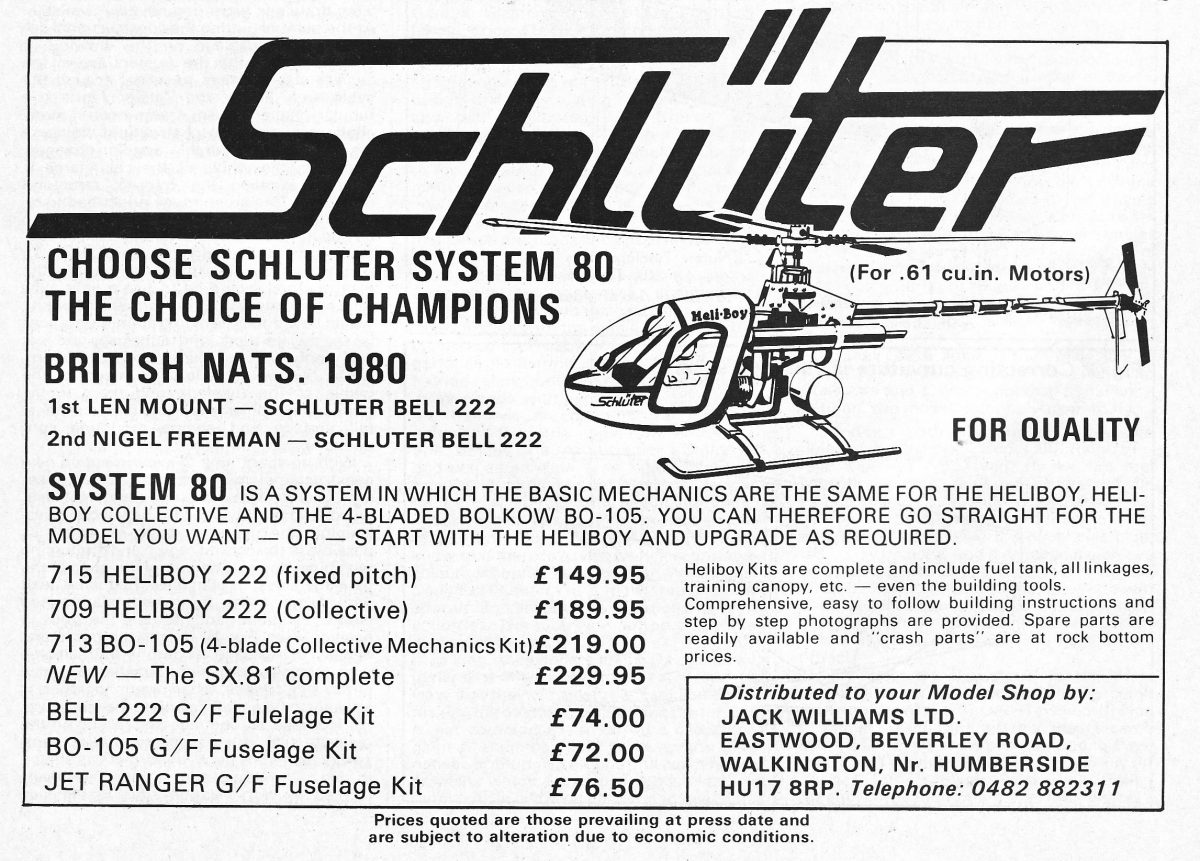 Schlüter
CHOOSE SCHLUTER SYSTEM 80
THE CHOICE OF CHAMPIONS
(For .61 cu.in. Motors)
Heli-Boy
Schlüter
BRITISH NATS. 1980
1st LEN MOUNT — SCHLUTER BELL 222
2nd NIGEL FREEMAN — SCHLUTER BELL 222
FOR QUALITY
SYSTEM 80 IS A SYSTEM IN WHICH THE BASIC MECHANICS ARE THE SAME FOR THE HELIBOY, HELI-
BOY COLLECTIVE AND THE 4-BLADED BOLKOW BO-105. YOU CAN THEREFORE GO STRAIGHT FOR THE
MODEL YOU WANT — OR — START WITH THE HELIBOY AND UPGRADE AS REQUIRED.
715 HELIBOY 222 (fixed pitch) £149.95
709 HELIBOY 222 (Collective) £189.95
713 BO-105 (4-blade Collective Mechanics Kit) £219.00
NEW — The SX.81 complete £229.95
BELL 222 G/F Fulelage Kit £74.00
BO-105 G/F Fuselage Kit £72.00
JET RANGER G/F Fuselage Kit £76.50
Heliboy Kits are complete and include fuel tank, all linkages,
training canopy, etc. — even the building tools.
Comprehensive, easy to follow building instructions and
step by step photographs are provided. Spare parts are
readily available and "crash parts" are at rock bottom
prices.
Distributed to your Model Shop by:
JACK WILLIAMS LTD.
EASTWOOD, BEVERLEY ROAD,
WALKINGTON, Nr. HUMBERSIDE
HU17 8RP. Telephone: 0482 882311
Prices quoted are those prevailing at press date and
are subject to alteration due to economic conditions.